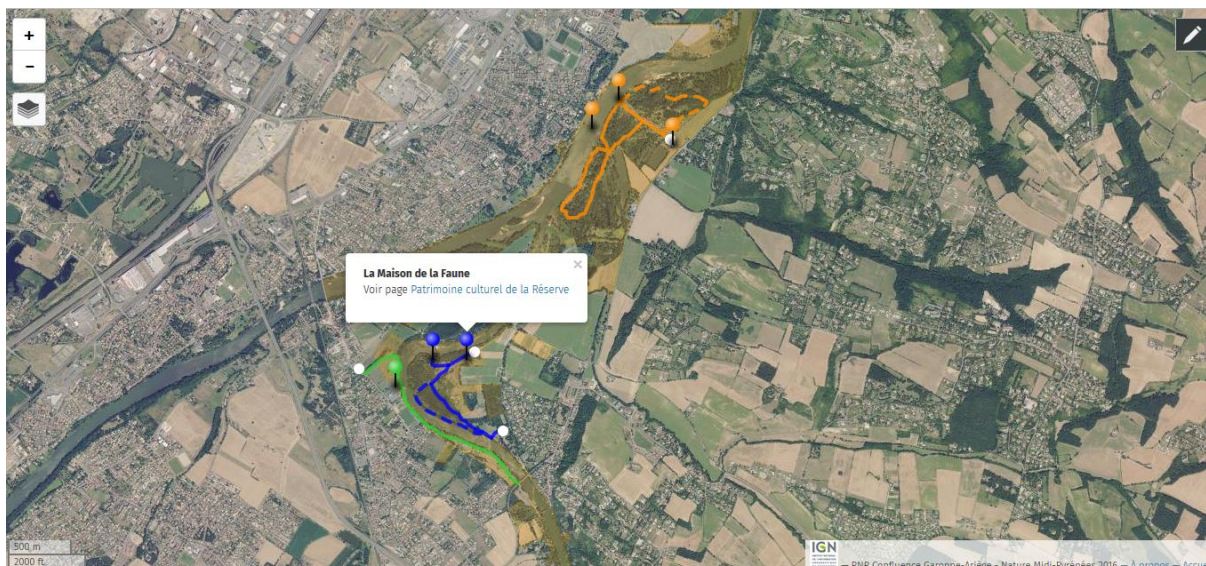 +
−
La Maison de la Faune ×
Voir page Patrimoine culturel de la Réserve
500 m
2000 ft
IGN
— RNR Confluence Garonne-Ariège - Nature Midi-Pyrénées 2016 — À propos — Accue